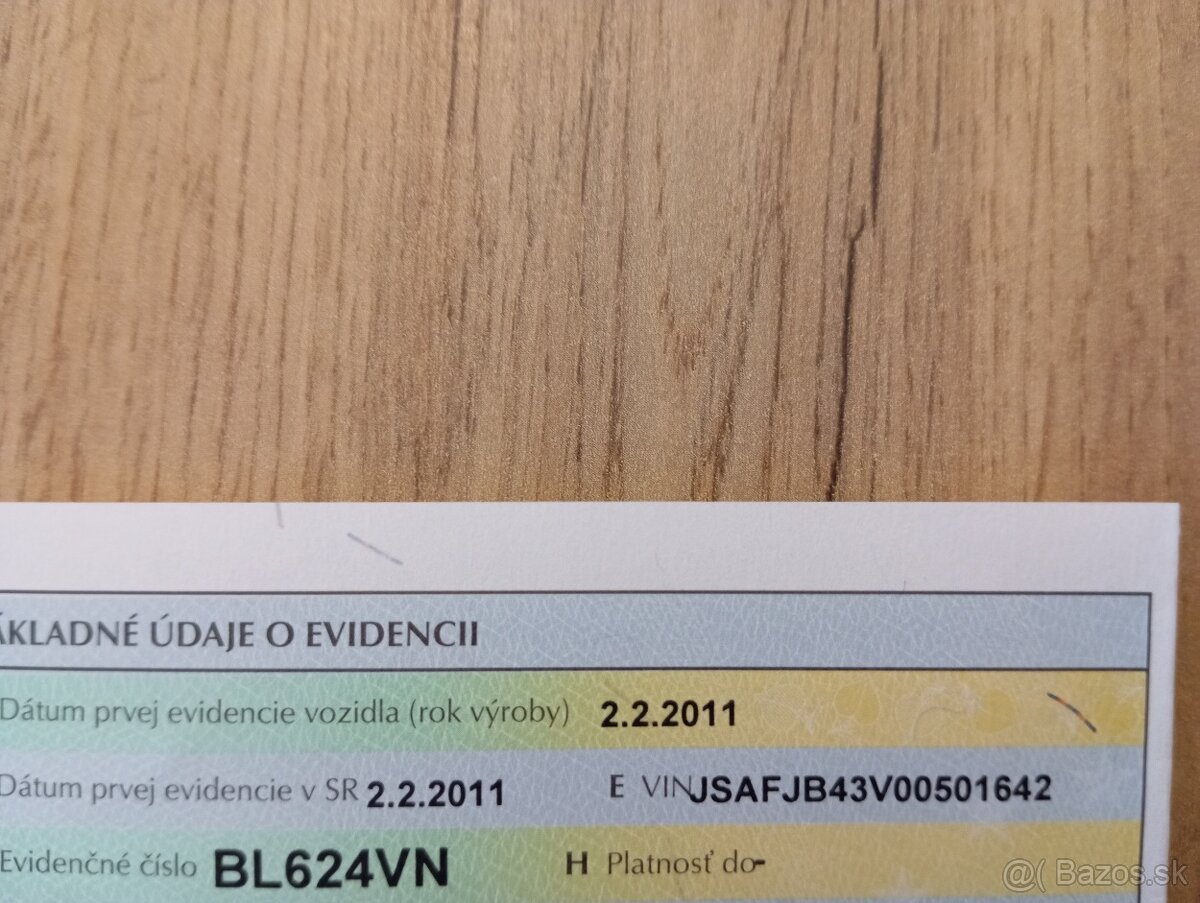 ÁKLADNÉ ÚDAJE O EVIDENCII
Dátum prvej evidencie vozidla (rok výroby) 2.2.2011
Dátum prvej evidencie v SR 2.2.2011 E VIN JSAFJB43V00501642
Evidenčné číslo BL624VN H Platnosť do -
@( Bazos.sk